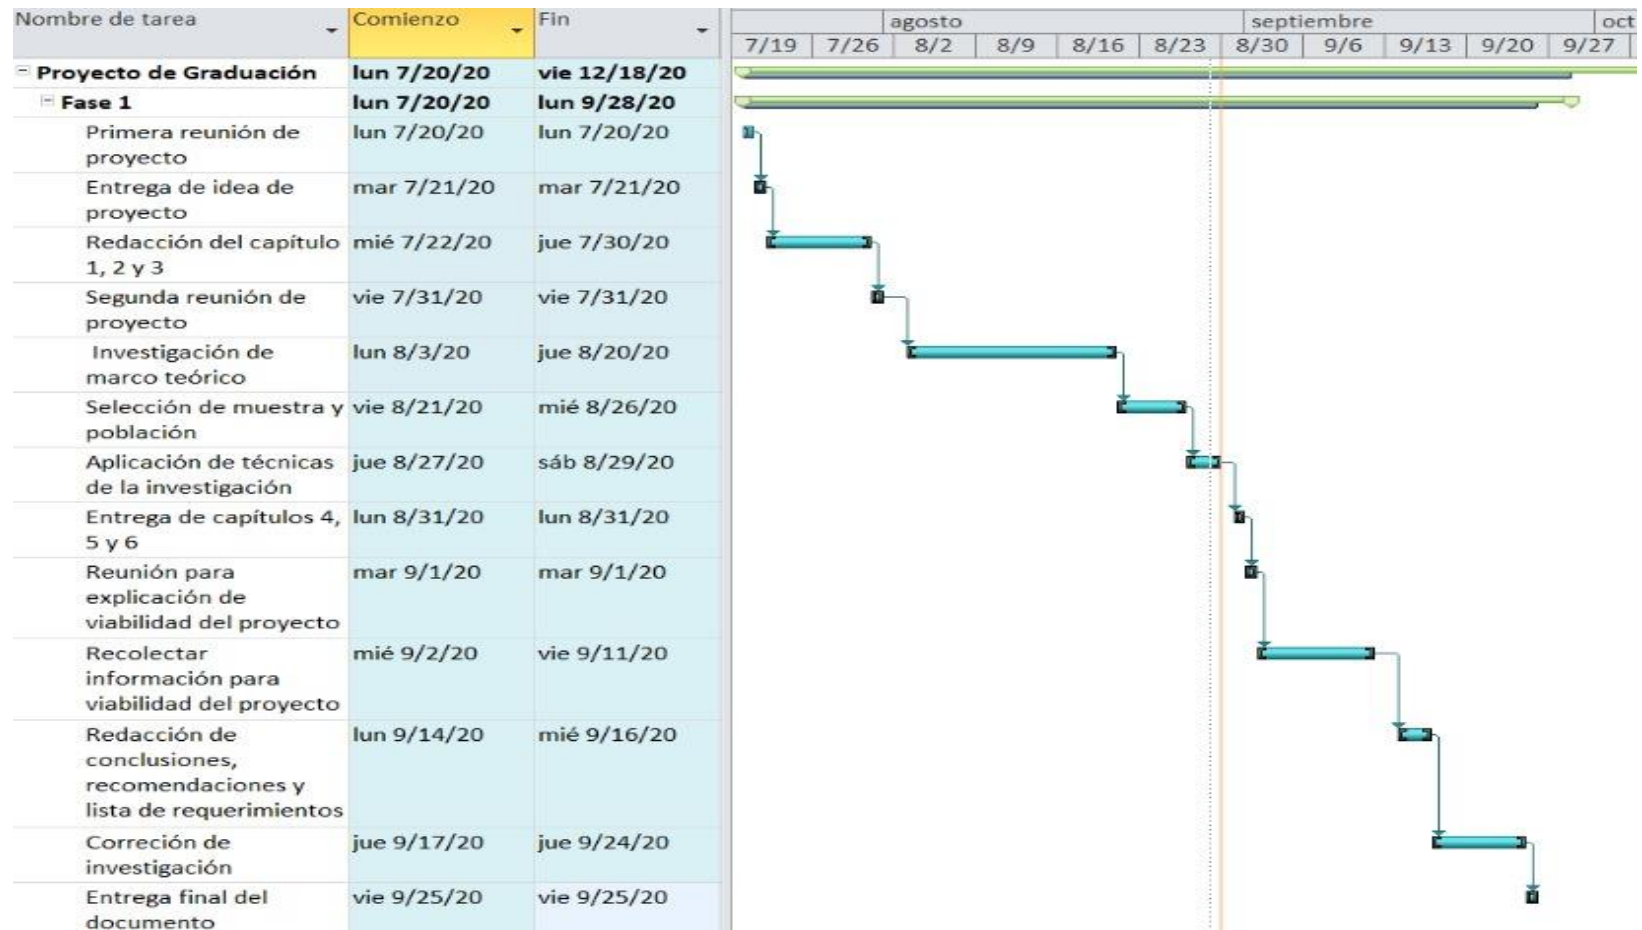 Nombre de tarea Comienzo Fin agosto septiembre oct
7/19 7/26 8/2 8/9 8/16 8/23 8/30 9/6 9/13 9/20 9/27
Proyecto de Graduación lun 7/20/20 vie 12/18/20
Fase 1 lun 7/20/20 lun 9/28/20
Primera reunión de lun 7/20/20 lun 7/20/20
proyecto
Entrega de idea de mar 7/21/20 mar 7/21/20
proyecto
Redacción del capítulo mié 7/22/20 jue 7/30/20
1, 2 y 3
Segunda reunión de vie 7/31/20 vie 7/31/20
proyecto
Investigación de lun 8/3/20 jue 8/20/20
marco teórico
Selección de muestra y vie 8/21/20 mié 8/26/20
población
Aplicación de técnicas jue 8/27/20 sáb 8/29/20
de la investigación
Entrega de capítulos 4, lun 8/31/20 lun 8/31/20
5 y 6
Reunión para mar 9/1/20 mar 9/1/20
explicación de
viabilidad del proyecto
Recolectar mié 9/2/20 vie 9/11/20
información para
viabilidad del proyecto
Redacción de lun 9/14/20 mié 9/16/20
conclusiones,
recomendaciones y
lista de requerimientos
Correción de jue 9/17/20 jue 9/24/20
investigación
Entrega final del vie 9/25/20 vie 9/25/20
documento